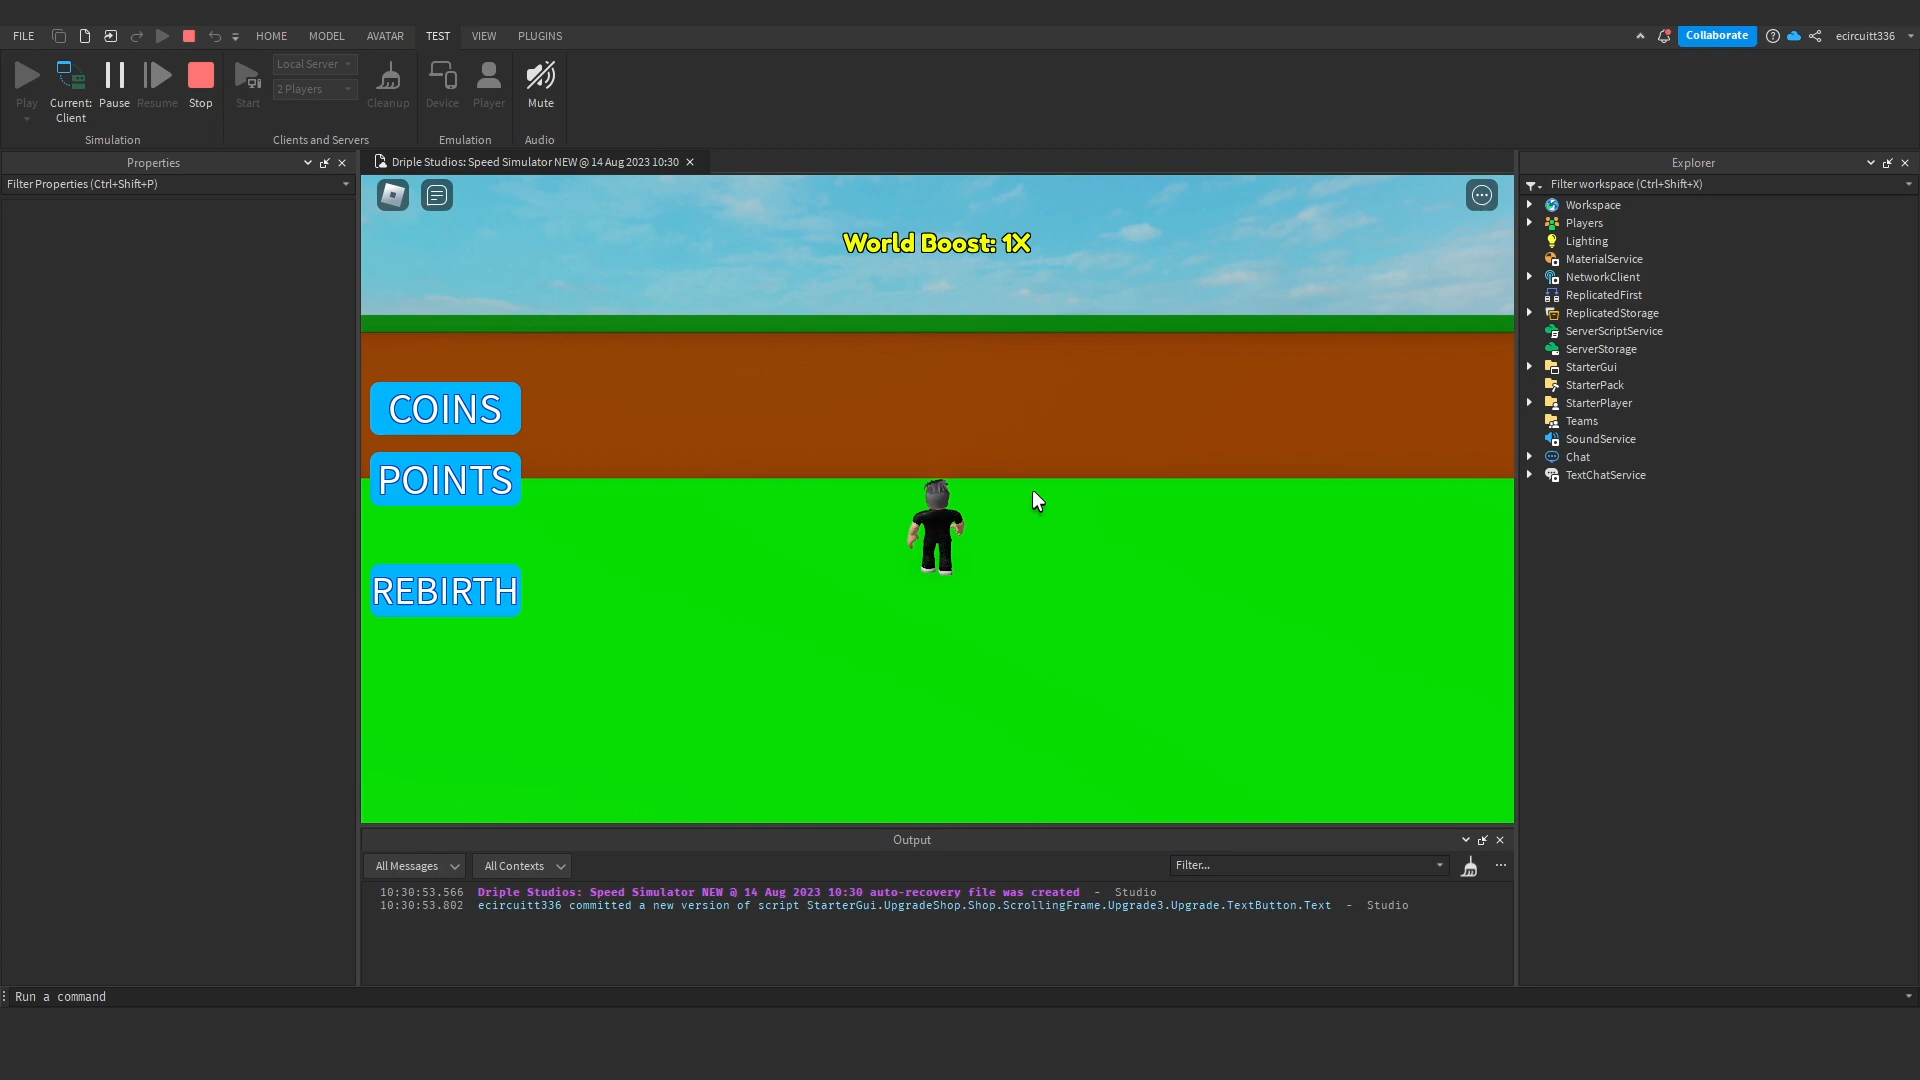 FILE HOME MODEL AVATAR TEST VIEW PLUGINS Collaborate ecircuitt336
Play Current: Client Pause Resume Stop Start Local Server 2 Players Cleanup Device Player Mute
Simulation Clients and Servers Emulation Audio
Properties
Filter Properties (Ctrl+Shift+P)
Driple Studios: Speed Simulator NEW @ 14 Aug 2023 10:30
World Boost: 1X
COINS
POINTS
REBIRTH
Explorer
Filter workspace (Ctrl+Shift+X)
Workspace
Players
Lighting
MaterialService
NetworkClient
ReplicatedFirst
ReplicatedStorage
ServerScriptService
ServerStorage
StarterGui
StarterPack
StarterPlayer
Teams
SoundService
Chat
TextChatService
Output
All Messages All Contexts Filter...
10:30:53.566 Driple Studios: Speed Simulator NEW @ 14 Aug 2023 10:30 auto-recovery file was created - Studio
10:30:53.802 ecircuitt336 committed a new version of script StarterGui.UpgradeShop.Shop.ScrollingFrame.Upgrade3.Upgrade.TextButton.Text - Studio
Run a command